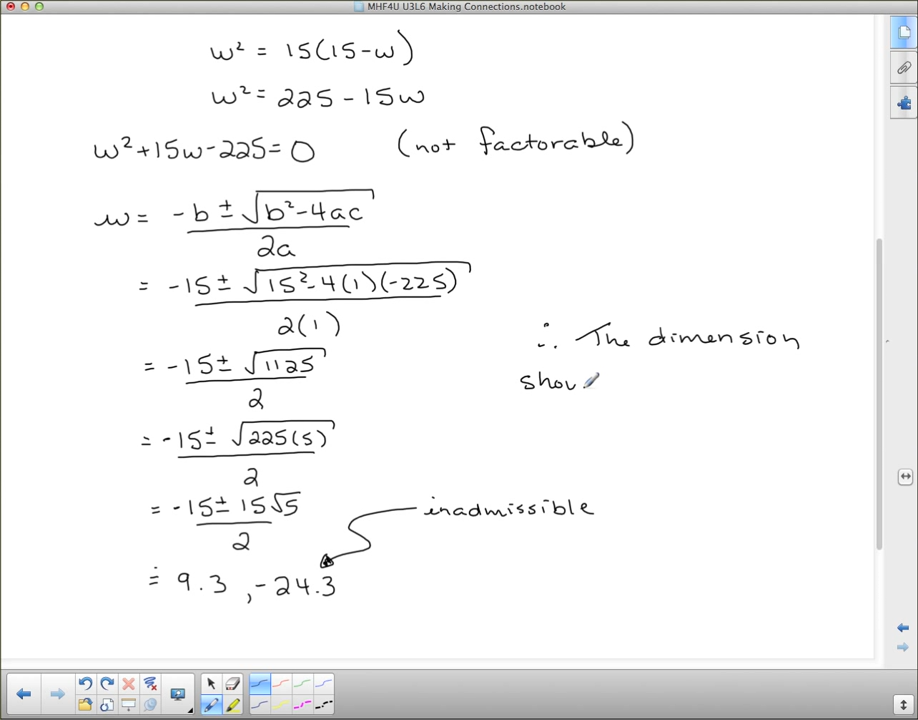 MHF4U U3L6 Making Connections.notebook
w² = 15(15-w)
w² = 225 - 15w
w²+15w-225=0 (not factorable)
w = -b ± √b²-4ac
2a
= -15 ± √15²-4(1)(-225)
2(1)
= -15 ± √1125
2
= -15 ± √225(5)
2
= -15 ± 15√5
2
≐ 9.3 , -24.3
inadmissible
∴ The dimension
shou